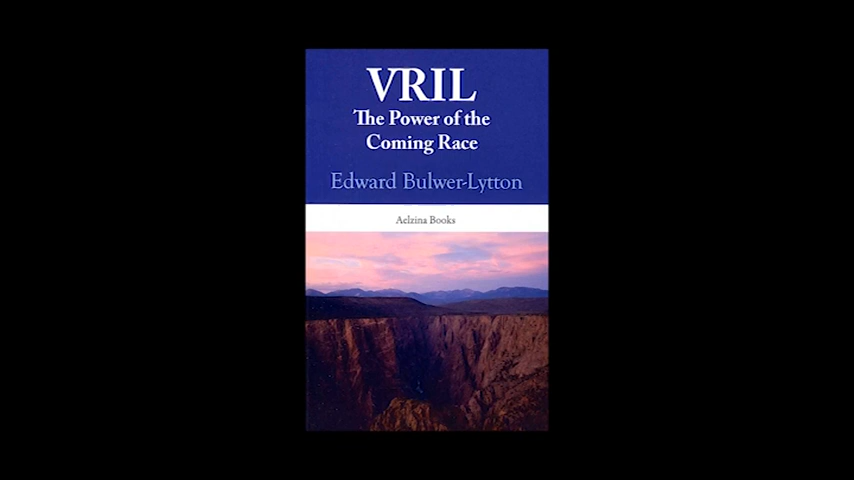 VRIL
The Power of the
Coming Race
Edward Bulwer-Lytton
Aelzina Books